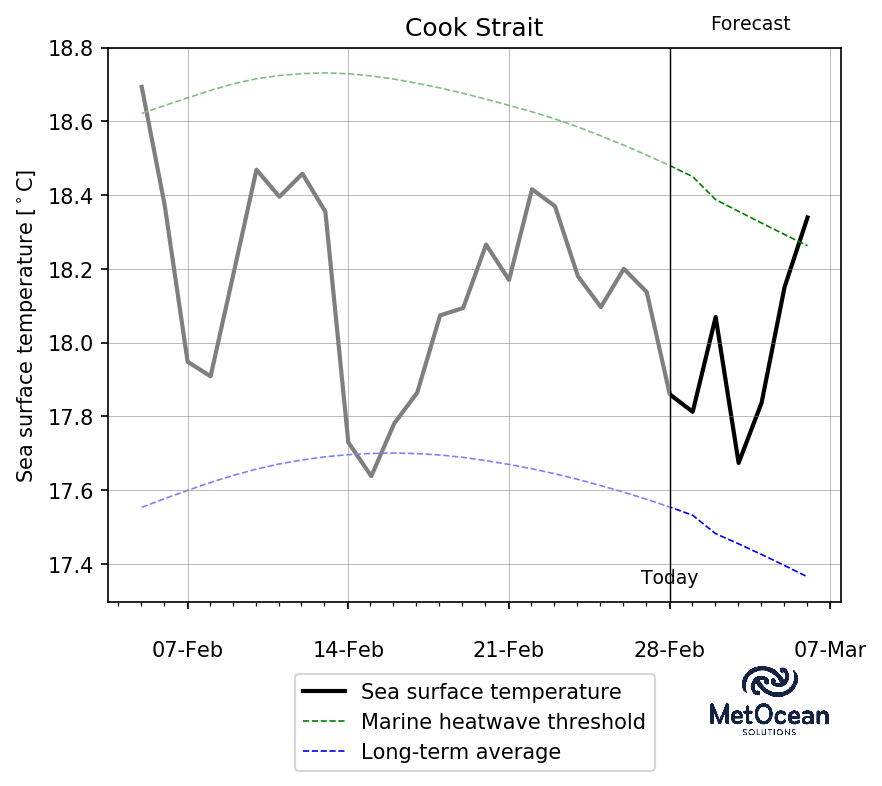 Cook Strait
Forecast
Sea surface temperature [°C]
18.8
18.6
18.4
18.2
18.0
17.8
17.6
17.4
Today
07-Feb
14-Feb
21-Feb
28-Feb
07-Mar
Sea surface temperature
Marine heatwave threshold
Long-term average
MetOcean
SOLUTIONS